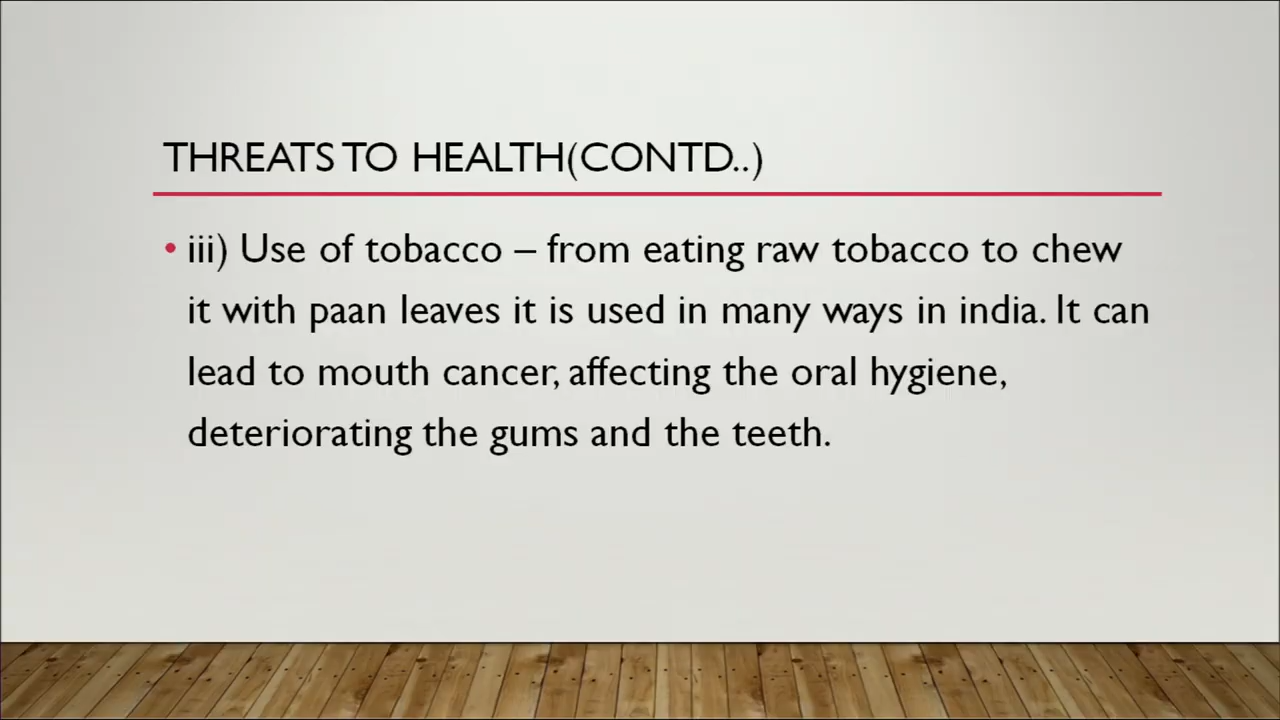 THREATS TO HEALTH(CONTD..)
• iii) Use of tobacco – from eating raw tobacco to chew
it with paan leaves it is used in many ways in india. It can
lead to mouth cancer, affecting the oral hygiene,
deteriorating the gums and the teeth.